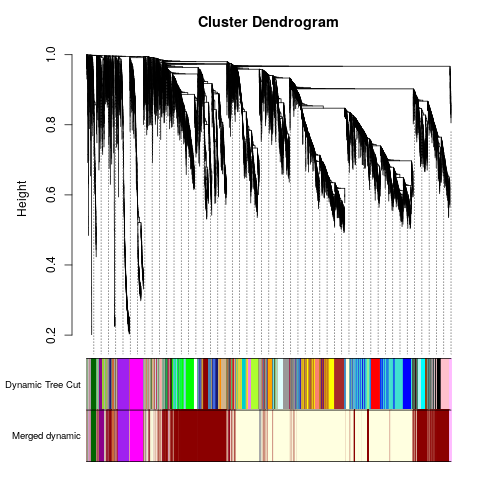 Cluster Dendrogram
Height
1.0
0.8
0.6
0.4
0.2
Dynamic Tree Cut
Merged dynamic